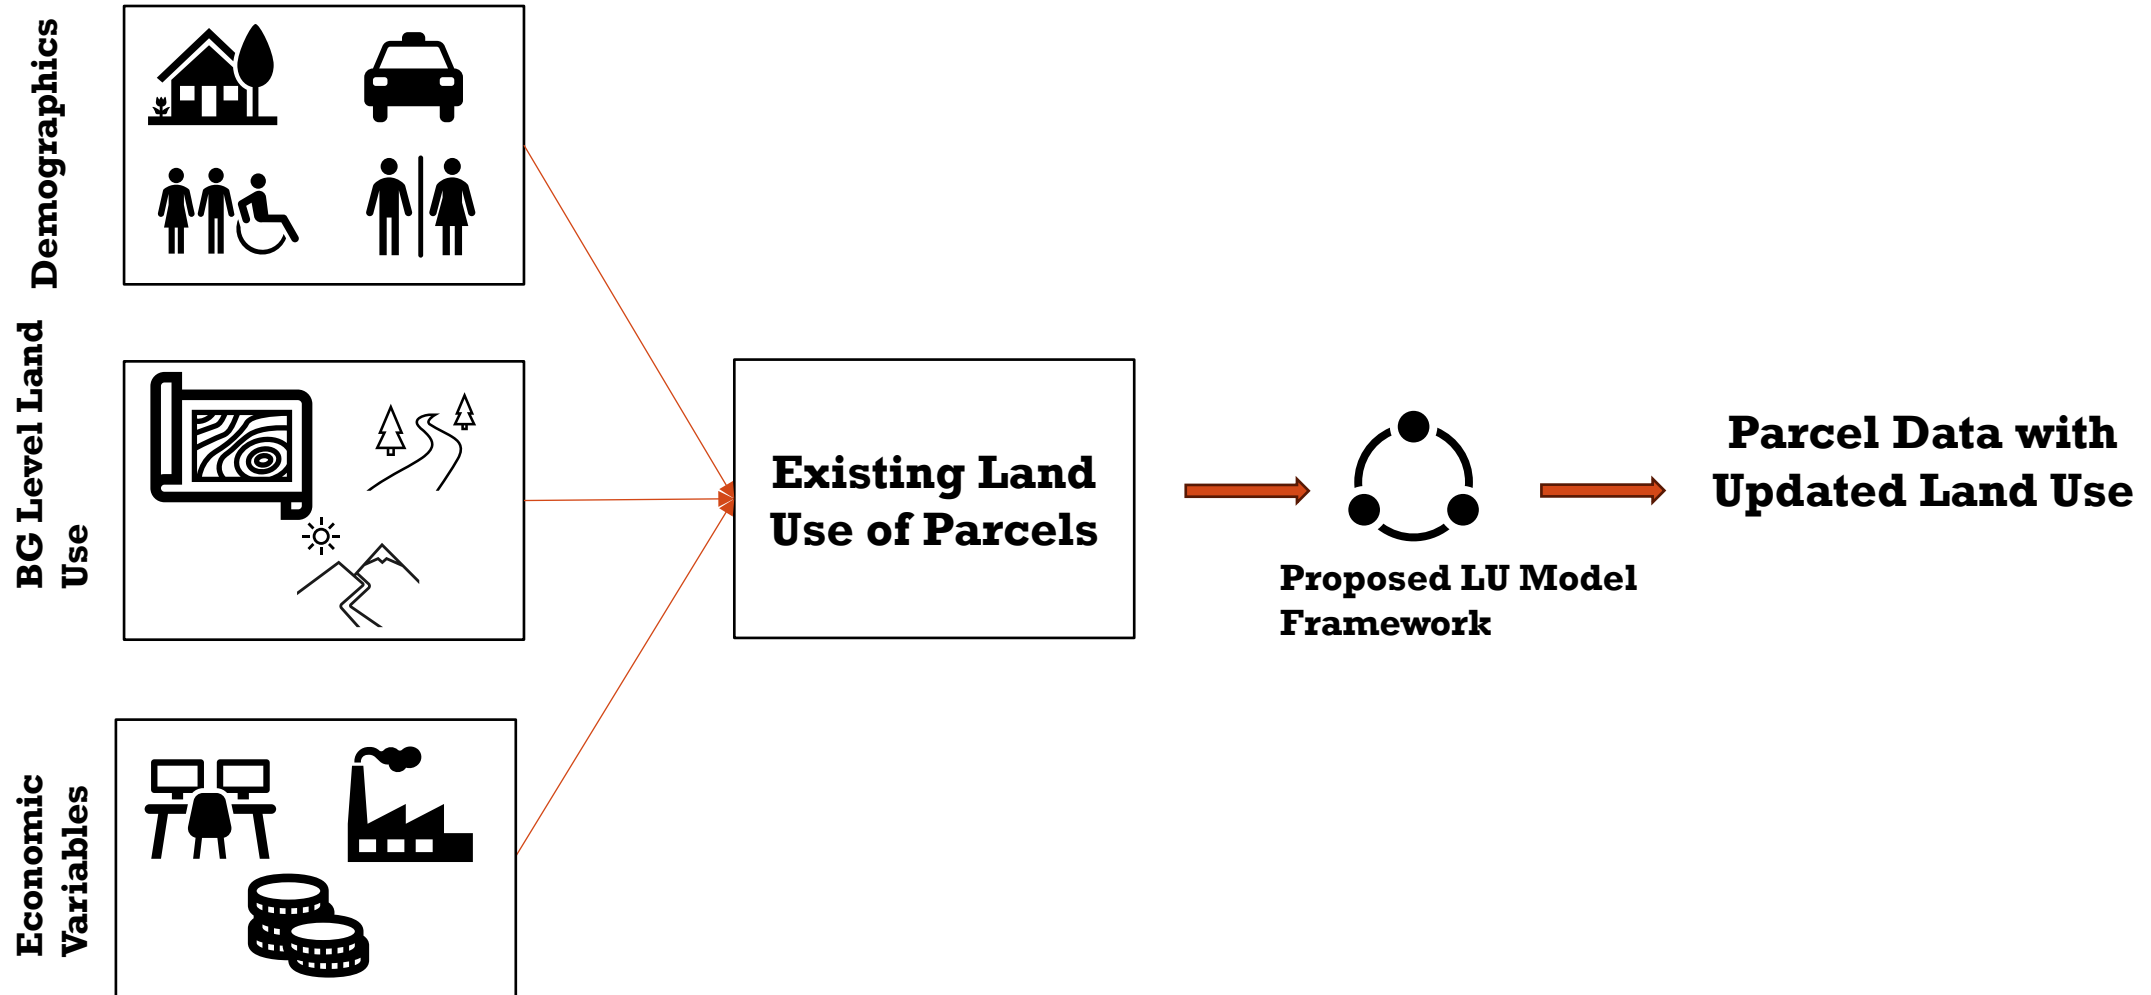 Demographics
BG Level Land
Use
Economic
Variables
Existing Land
Use of Parcels
Proposed LU Model
Framework
Parcel Data with
Updated Land Use